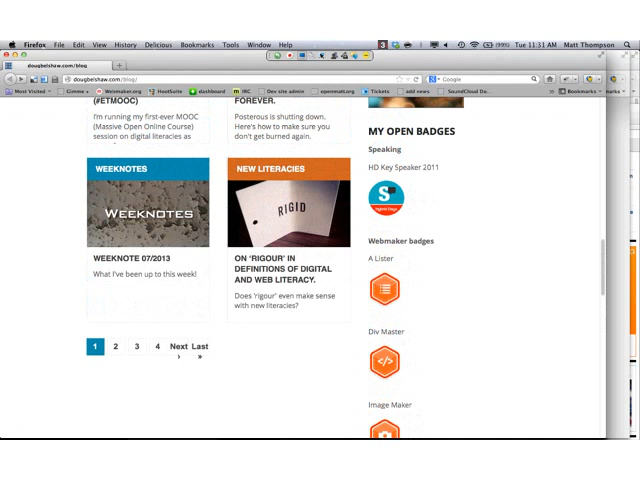 Firefox File Edit View History Delicious Bookmarks Tools Window Help
3 (99%) Tue 11:31 AM Matt Thompson
dougbelshaw.com/blog
dougbelshaw.com/blog/
Google
Most Visited Gimme Webmaker.org HootSuite dashboard IRC Dev site admin openmatt.org Tickets add news SoundCloud Do... Bookmarks
(#ETMOOC)
I'm running my first-ever MOOC
(Massive Open Online Course)
session on digital literacies as
FOREVER.
Posterous is shutting down.
Here's how to make sure you
don't get burned again.
WEEKNOTES
WEEKNOTES
WEEKNOTE 07/2013
What I've been up to this week!
NEW LITERACIES
RIGID
ON ‘RIGOUR’ IN
DEFINITIONS OF DIGITAL
AND WEB LITERACY.
Does 'rigour' even make sense
with new literacies?
1 2 3 4 Next Last
› »
MY OPEN BADGES
Speaking
HD Key Speaker 2011
S
Webmaker badges
A Lister
Div Master
</>
Image Maker